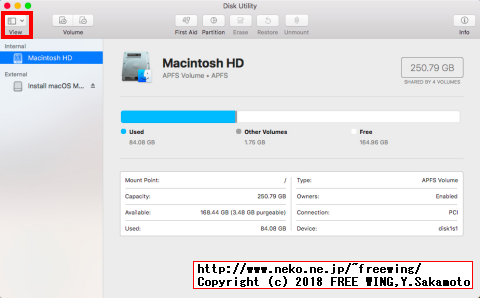 Disk Utility
View
Volume
First Aid
Partition
Erase
Restore
Unmount
Info
Internal
Macintosh HD
External
Install macOS M...
Macintosh HD
APFS Volume • APFS
250.79 GB
SHARED BY 4 VOLUMES
Used
84.08 GB
Other Volumes
1.75 GB
Free
164.96 GB
Mount Point: /
Capacity: 250.79 GB
Available: 168.44 GB (3.48 GB purgeable)
Used: 84.08 GB
Type: APFS Volume
Owners: Enabled
Connection: PCI
Device: disk1s1
http://www.neko.ne.jp/~freewing/
Copyright (c) 2018 FREE WING,Y.Sakamoto